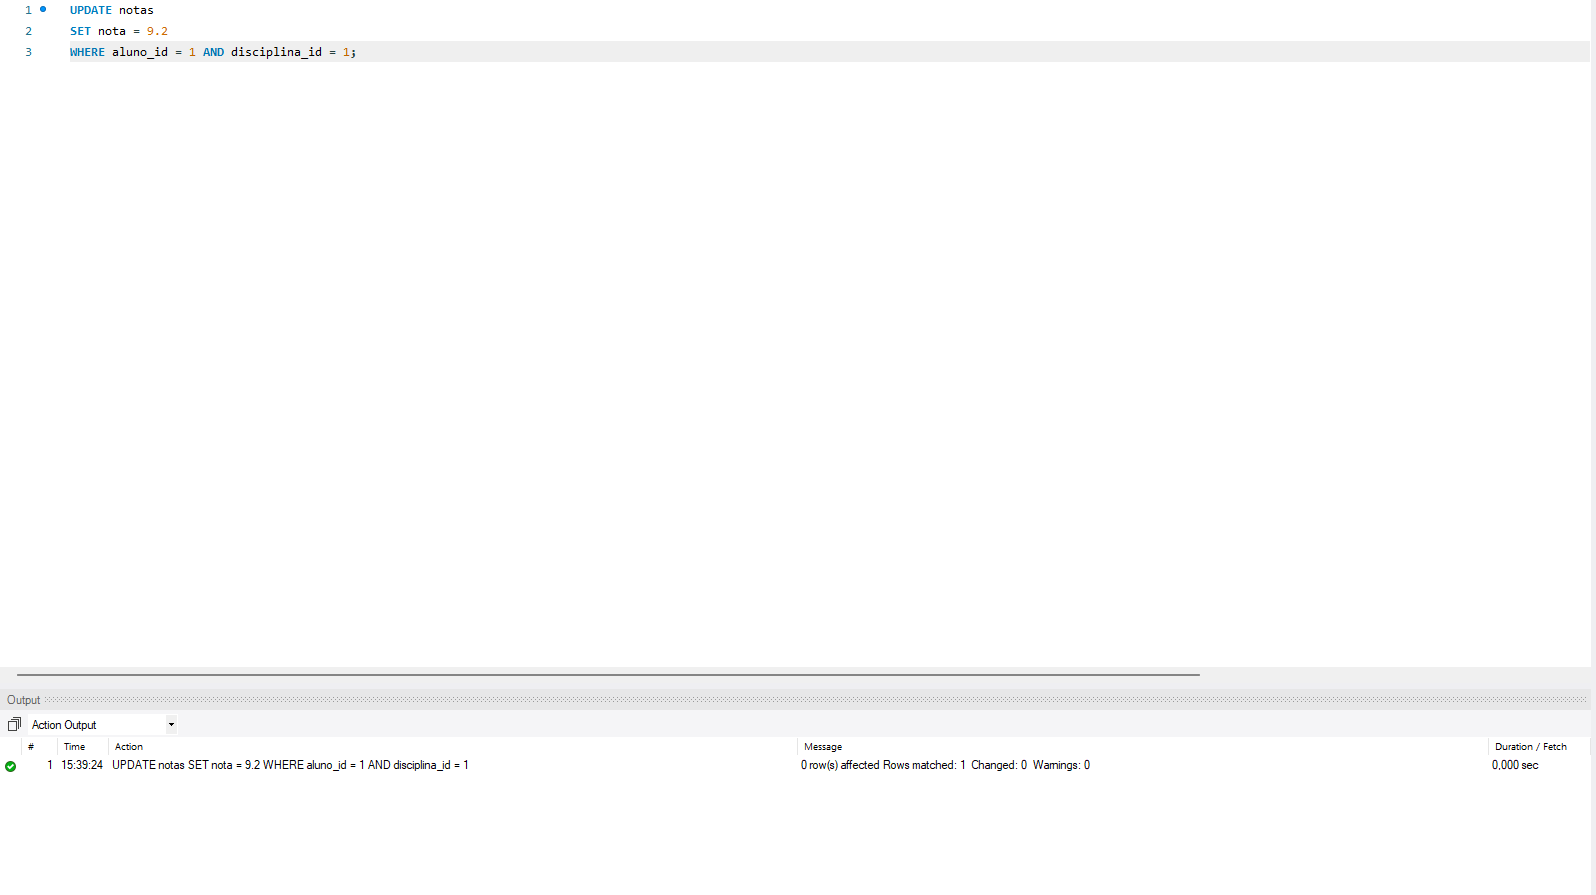 1 UPDATE notas
2 SET nota = 9.2
3 WHERE aluno_id = 1 AND disciplina_id = 1;
Output
Action Output
# Time Action Message Duration / Fetch
1 15:39:24 UPDATE notas SET nota = 9.2 WHERE aluno_id = 1 AND disciplina_id = 1 0 row(s) affected Rows matched: 1  Changed: 0  Warnings: 0 0,000 sec